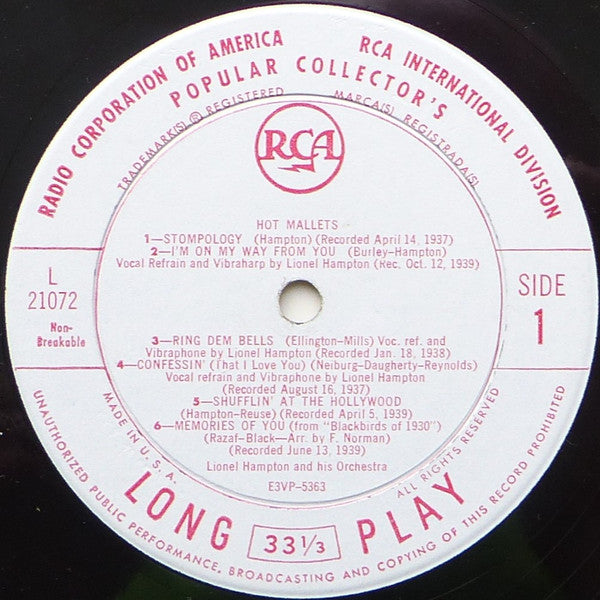 RADIO CORPORATION OF AMERICA
RCA INTERNATIONAL DIVISION
POPULAR COLLECTOR'S
TRADEMARK(S) ® REGISTERED
MARCA(S) REGISTRADA(S)
RCA
HOT MALLETS
1—STOMPOLOGY (Hampton) (Recorded April 14, 1937)
2—I'M ON MY WAY FROM YOU (Burley-Hampton)
Vocal Refrain and Vibraharp by Lionel Hampton (Rec. Oct. 12, 1939)
L
21072
Non-
Breakable
SIDE
1
3—RING DEM BELLS (Ellington-Mills) Voc. ref. and
Vibraphone by Lionel Hampton (Recorded Jan. 18, 1938)
4—CONFESSIN' (That I Love You) (Neiburg-Daugherty-Reynolds)
Vocal refrain and Vibraphone by Lionel Hampton
(Recorded August 16, 1937)
5—SHUFFLIN' AT THE HOLLYWOOD
(Hampton-Reuse) (Recorded April 5, 1939)
6—MEMORIES OF YOU (from "Blackbirds of 1930")
(Razaf-Black—Arr. by F. Norman)
(Recorded June 13, 1939)
Lionel Hampton and his Orchestra
E3VP-5363
MADE IN U.S.A.
ALL RIGHTS RESERVED
LONG 33 1/3 PLAY
UNAUTHORIZED PUBLIC PERFORMANCE, BROADCASTING AND COPYING OF THIS RECORD PROHIBITED